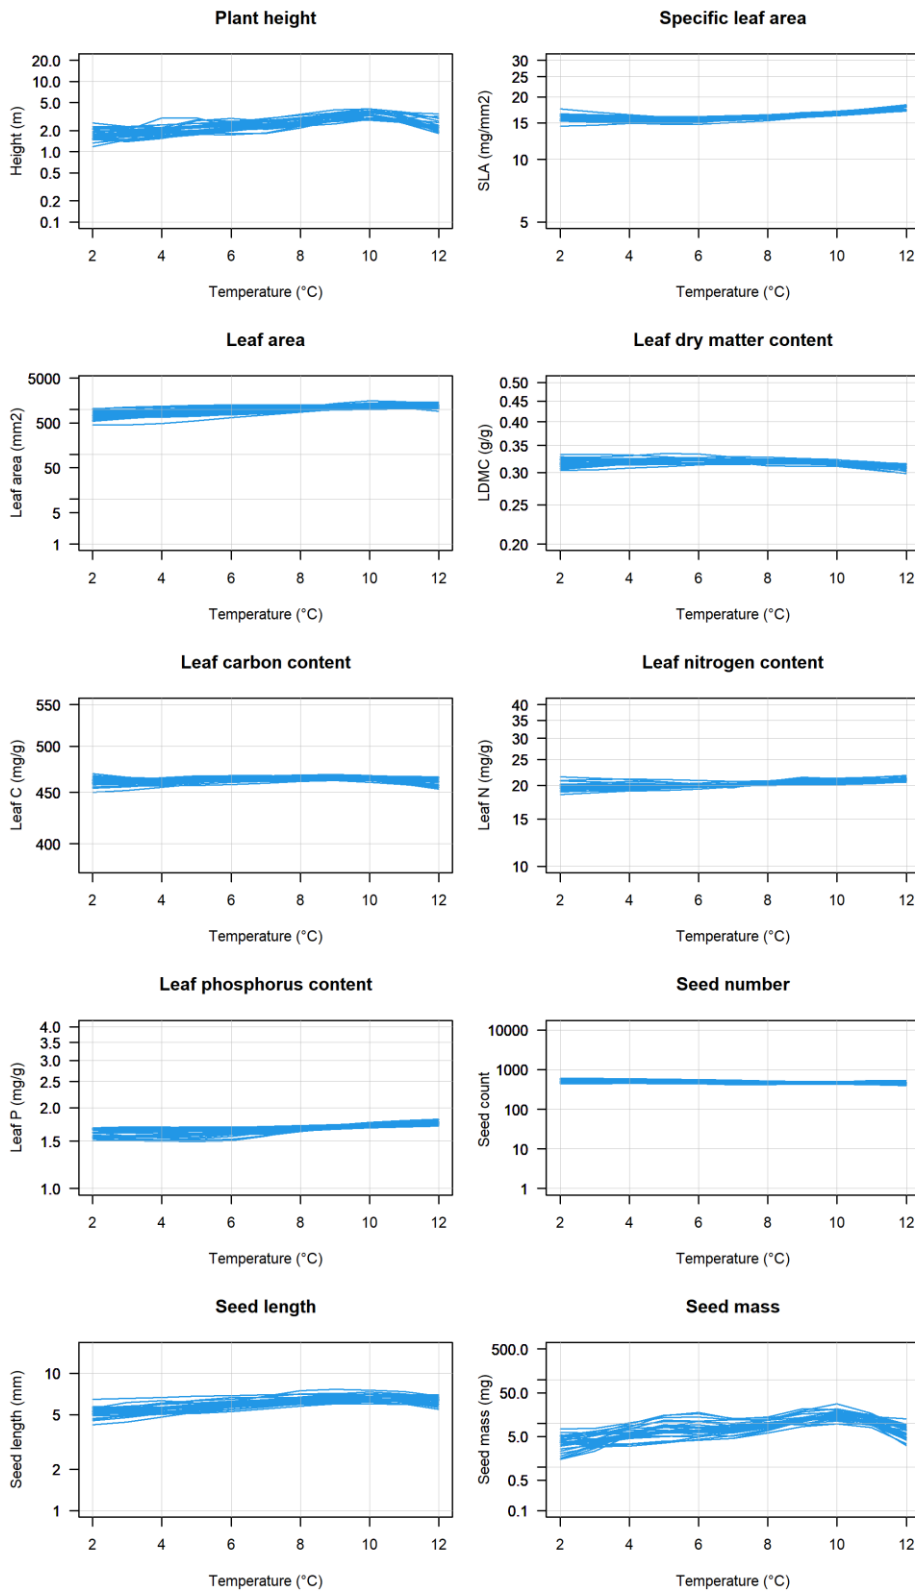 Plant height
Specific leaf area
20.0
10.0
5.0
2.0
1.0
0.5
0.2
0.1
Height (m)
2 4 6 8 10 12
Temperature (°C)
30
25
20
15
10
5
SLA (mg/mm2)
2 4 6 8 10 12
Temperature (°C)
Leaf area
Leaf dry matter content
5000
500
50
5
1
Leaf area (mm2)
2 4 6 8 10 12
Temperature (°C)
0.50
0.45
0.40
0.35
0.30
0.25
0.20
LDMC (g/g)
2 4 6 8 10 12
Temperature (°C)
Leaf carbon content
Leaf nitrogen content
550
500
450
400
Leaf C (mg/g)
2 4 6 8 10 12
Temperature (°C)
40
35
30
25
20
15
10
Leaf N (mg/g)
2 4 6 8 10 12
Temperature (°C)
Leaf phosphorus content
Seed number
4.0
3.5
3.0
2.5
2.0
1.5
1.0
Leaf P (mg/g)
2 4 6 8 10 12
Temperature (°C)
10000
1000
100
10
1
Seed count
2 4 6 8 10 12
Temperature (°C)
Seed length
Seed mass
10
5
2
1
Seed length (mm)
2 4 6 8 10 12
Temperature (°C)
500.0
50.0
5.0
0.5
0.1
Seed mass (mg)
2 4 6 8 10 12
Temperature (°C)